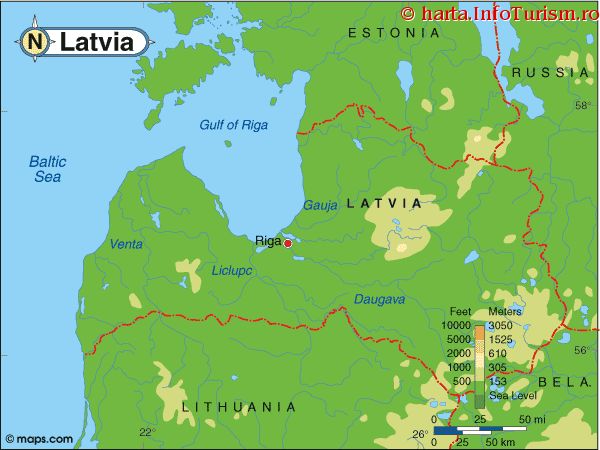 © harta.InfoTurism.ro
N Latvia
ESTONIA
RUSSIA
58°
Gulf of Riga
Baltic
Sea
Gauja
LATVIA
Riga
Venta
Liclupc
Daugava
Feet Meters
10000 3050
5000 1525
2000 610
1000 305
500 153
Sea Level
56°
BELA.
LITHUANIA
0 25 50 mi
0 25 50 km
22°
26°
© maps.com